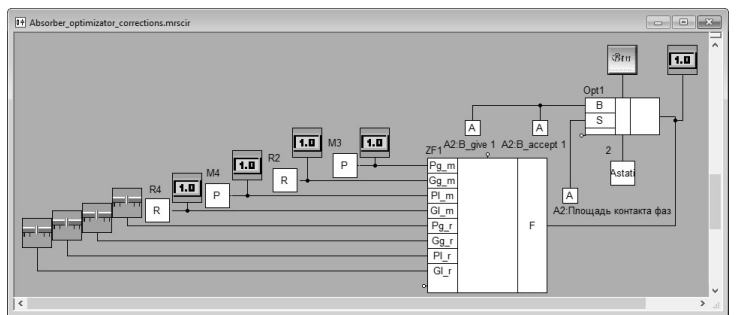 Absorber_optimizator_corrections.mrscir
1.0
Opt1
B
S
1.0
1.0
M3
1.0
A
A
A2:B_give 1
A2:B_accept 1
2
ZF1
R2
P
Pg_m
Astati
M4
1.0
R
Gg_m
R4
P
Pl_m
A
R
Gl_m
A2:Площадь контакта фаз
Pg_r
F
Gg_r
Pl_r
Gl_r